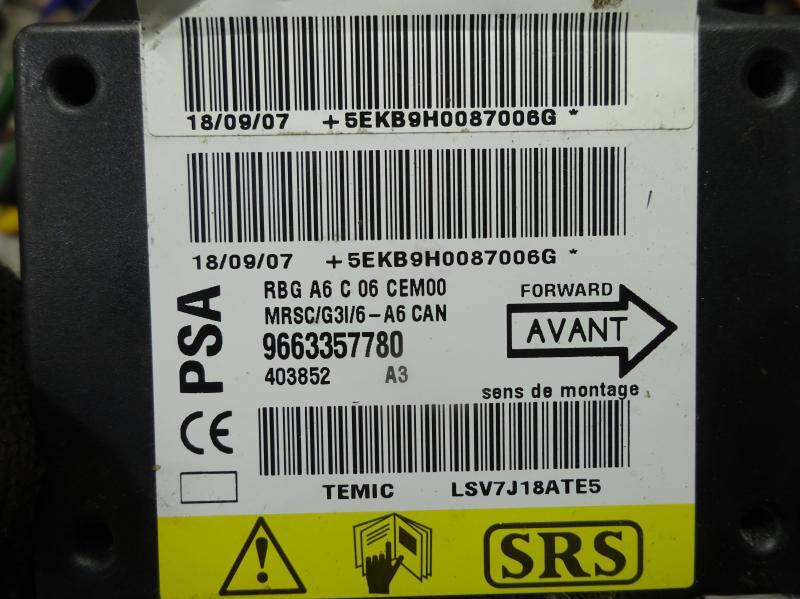 18/09/07 +5EKB9H0087006G *
18/09/07 +5EKB9H0087006G *
PSA
RBG A6 C 06 CEM00
MRSC/G3I/6-A6 CAN
9663357780
403852 A3
FORWARD
AVANT
sens de montage
CE
TEMIC LSV7J18ATE5
SRS